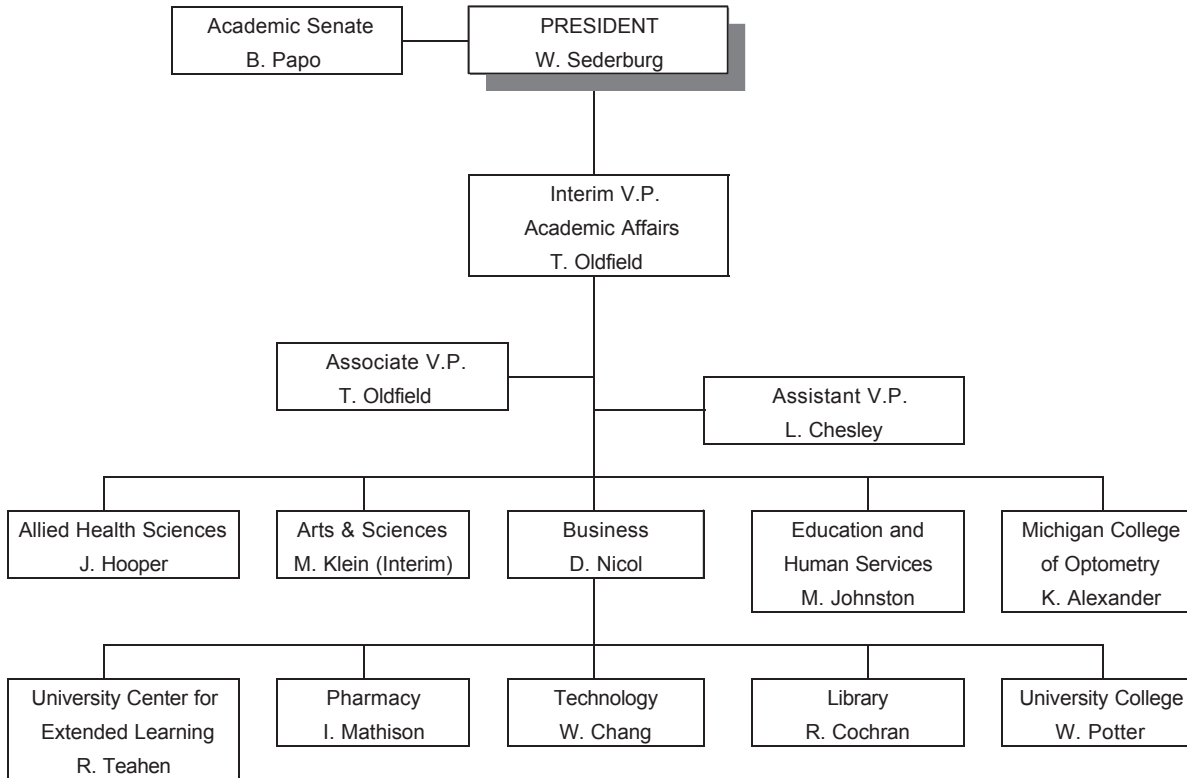 Academic Senate
B. Papo
PRESIDENT
W. Sederburg
Interim V.P.
Academic Affairs
T. Oldfield
Associate V.P.
T. Oldfield
Assistant V.P.
L. Chesley
Allied Health Sciences
J. Hooper
Arts & Sciences
M. Klein (Interim)
Business
D. Nicol
Education and
Human Services
M. Johnston
Michigan College
of Optometry
K. Alexander
University Center for
Extended Learning
R. Teahen
Pharmacy
I. Mathison
Technology
W. Chang
Library
R. Cochran
University College
W. Potter